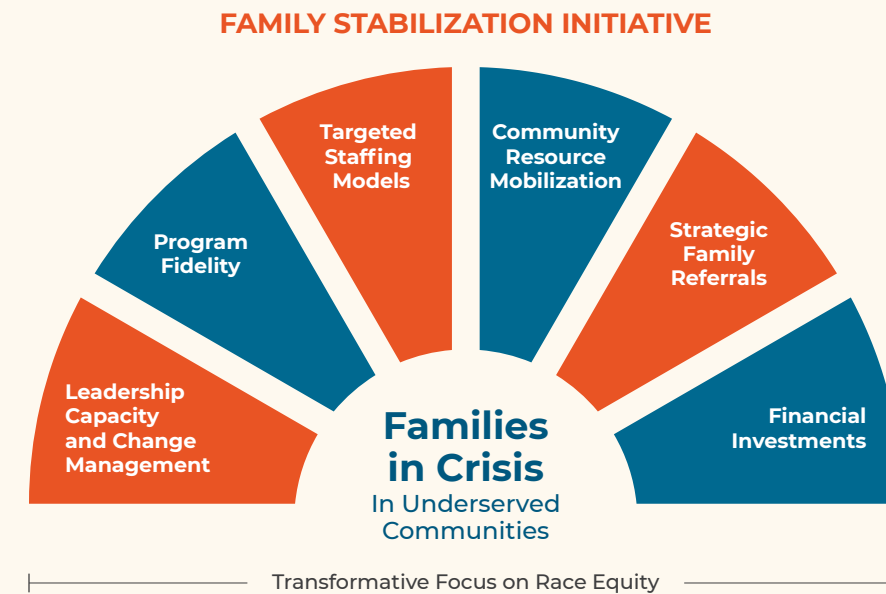 FAMILY STABILIZATION INITIATIVE
Leadership
Capacity
and Change
Management
Program
Fidelity
Targeted
Staffing
Models
Community
Resource
Mobilization
Strategic
Family
Referrals
Financial
Investments
Families
in Crisis
In Underserved
Communities
Transformative Focus on Race Equity